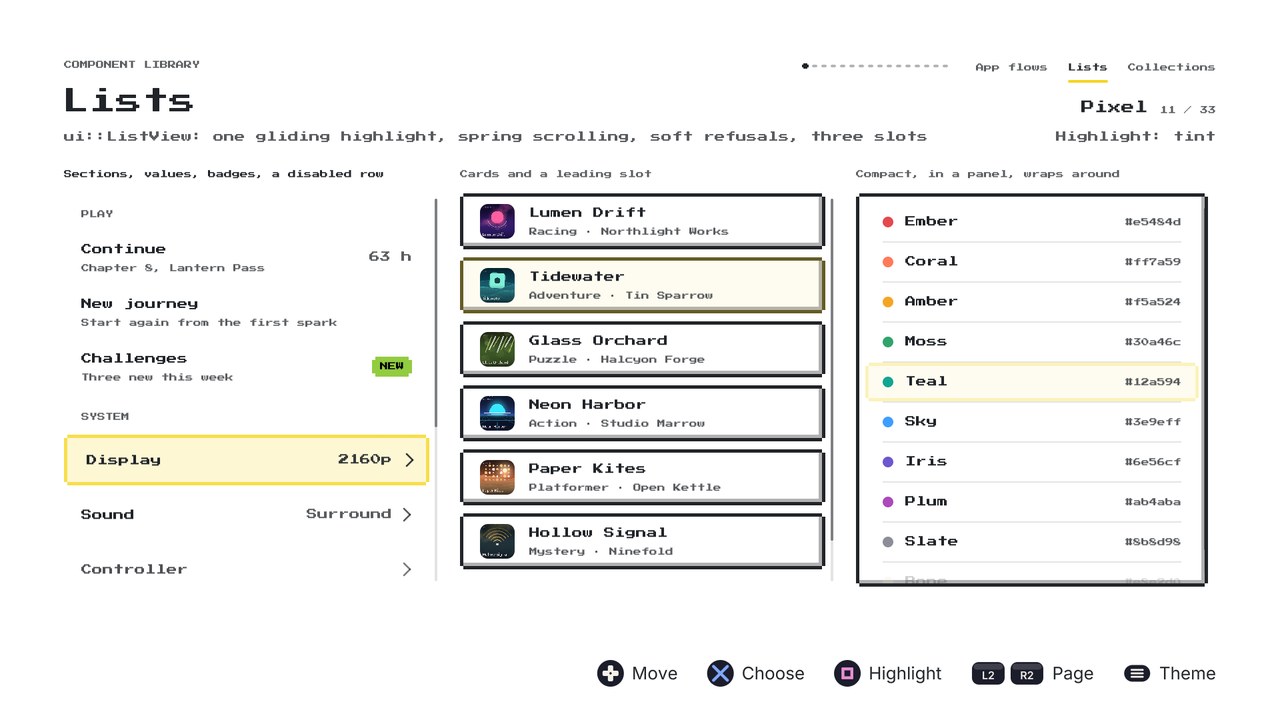 COMPONENT LIBRARY
App flows Lists Collections
Lists
Pixel 11 / 33
ui::ListView: one gliding highlight, spring scrolling, soft refusals, three slots
Highlight: tint
Sections, values, badges, a disabled row
PLAY
Continue
63 h
Chapter 8, Lantern Pass
New journey
Start again from the first spark
Challenges
NEW
Three new this week
SYSTEM
Display 2160p
Sound Surround
Controller
Cards and a leading slot
Lumen Drift
Racing · Northlight Works
Tidewater
Adventure · Tin Sparrow
Glass Orchard
Puzzle · Halcyon Forge
Neon Harbor
Action · Studio Marrow
Paper Kites
Platformer · Open Kettle
Hollow Signal
Mystery · Ninefold
Compact, in a panel, wraps around
Ember #e5484d
Coral #ff7a59
Amber #f5a524
Moss #30a46c
Teal #12a594
Sky #3e9eff
Iris #6e56cf
Plum #ab4aba
Slate #8b8d98
Move Choose Highlight L2 R2 Page Theme